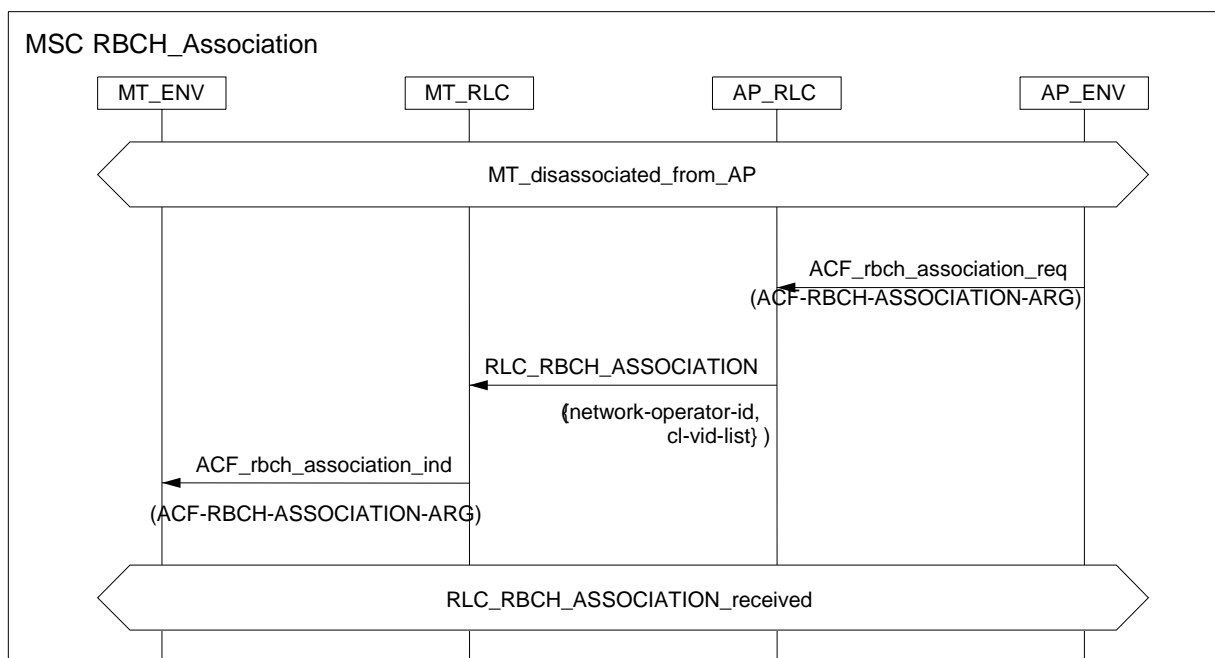 MSC RBCH_Association
MT_ENV MT_RLC AP_RLC AP_ENV
MT_disassociated_from_AP
ACF_rbch_association_req
(ACF-RBCH-ASSOCIATION-ARG)
RLC_RBCH_ASSOCIATION
({network-operator-id,
cl-vid-list} )
ACF_rbch_association_ind
(ACF-RBCH-ASSOCIATION-ARG)
RLC_RBCH_ASSOCIATION_received